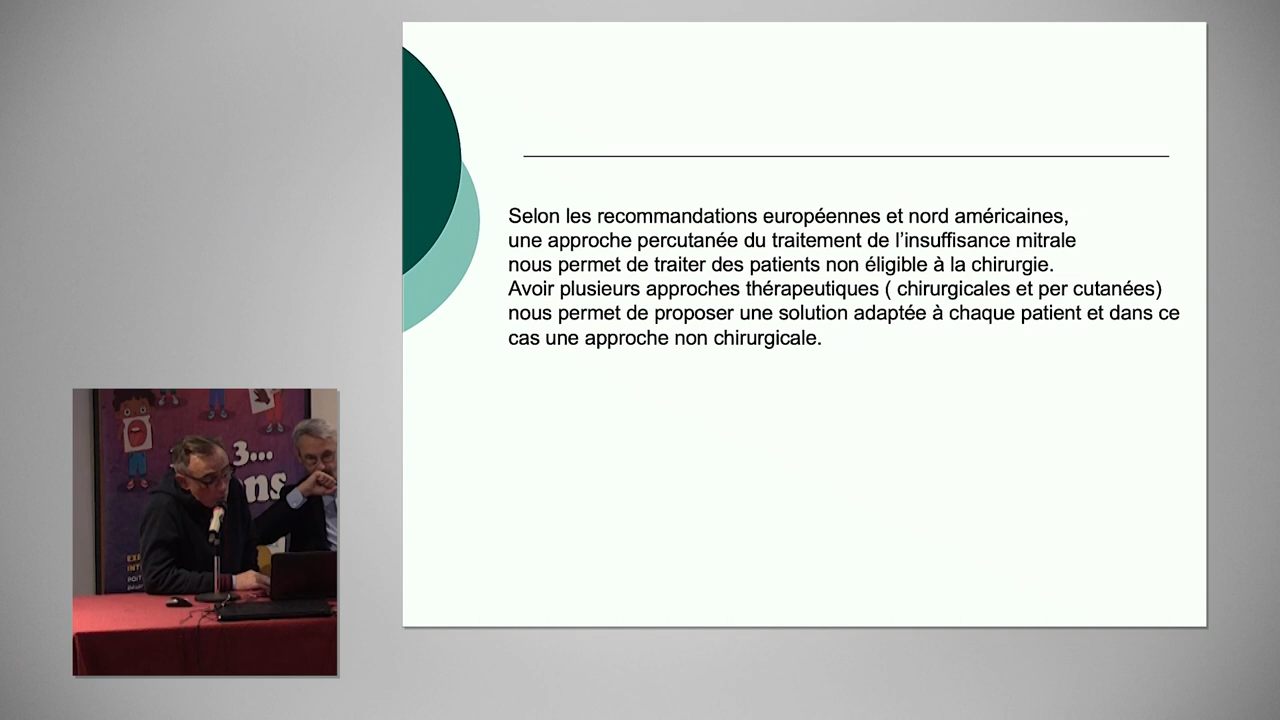 Selon les recommandations européennes et nord américaines,
une approche percutanée du traitement de l'insuffisance mitrale
nous permet de traiter des patients non éligible à la chirurgie.
Avoir plusieurs approches thérapeutiques ( chirurgicales et per cutanées)
nous permet de proposer une solution adaptée à chaque patient et dans ce
cas une approche non chirurgicale.
3...